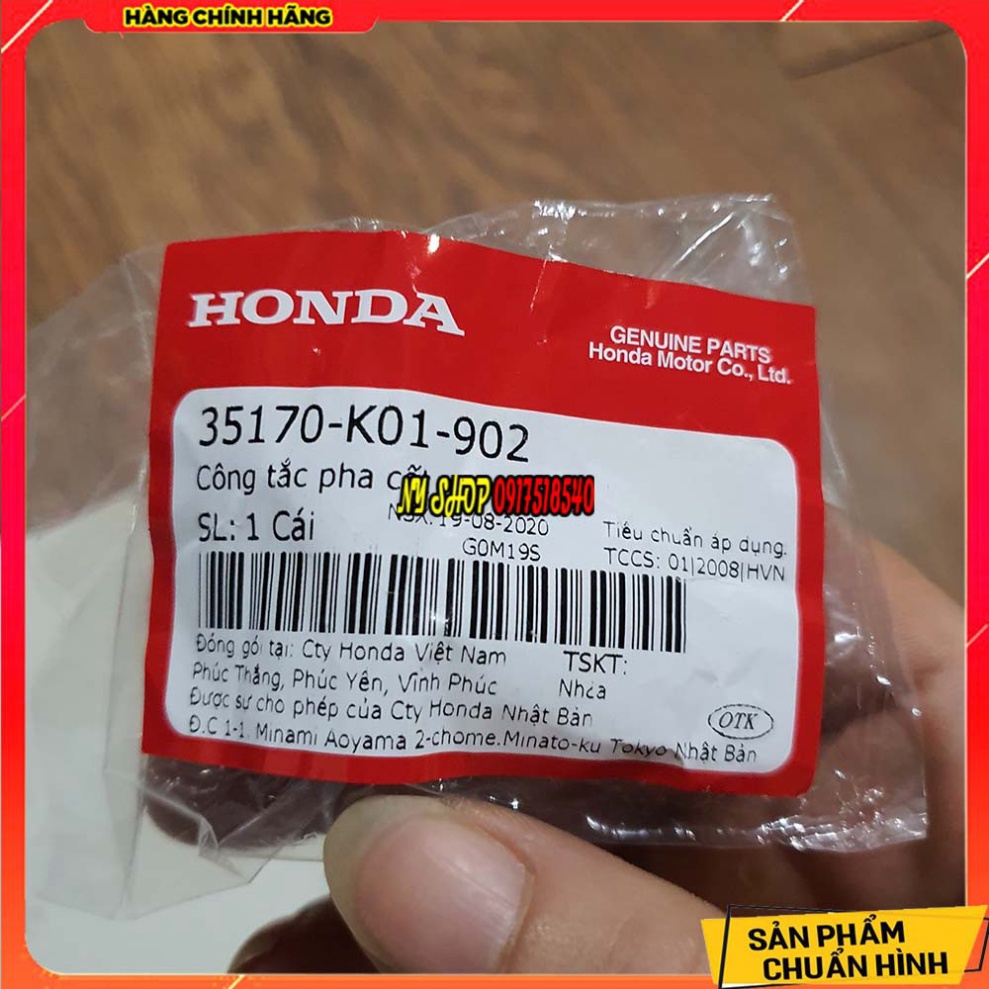 HÀNG CHÍNH HÃNG
HONDA
GENUINE PARTS
Honda Motor Co., Ltd.
35170-K01-902
Công tắc pha
NY SHOP 0917518540
SL: 1 Cái
NSX: 19-08-2020
G0M19S
Tiêu chuẩn áp dụng:
TCCS: 01|2008|HVN
Đóng gói tại: Cty Honda Việt Nam
Phúc Thắng, Phúc Yên, Vĩnh Phúc
Được sự cho phép của Cty Honda Nhật Bản
Đ.C 1-1. Minami Aoyama 2-chome.Minato-ku Tokyo Nhật Bản
TSKT:
Nhựa
OTK
SẢN PHẨM
CHUẨN HÌNH